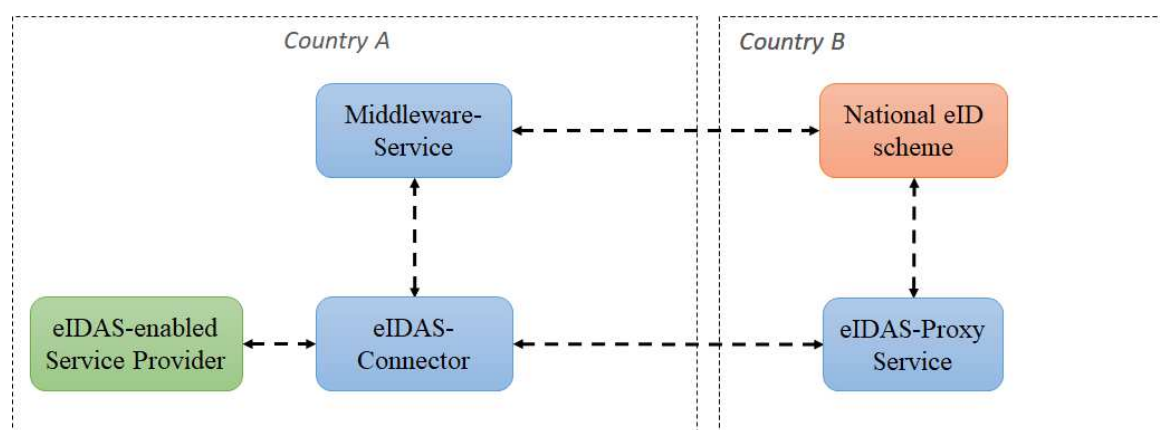 Country A
Country B
Middleware-
Service
National eID
scheme
eIDAS-enabled
Service Provider
eIDAS-
Connector
eIDAS-Proxy
Service